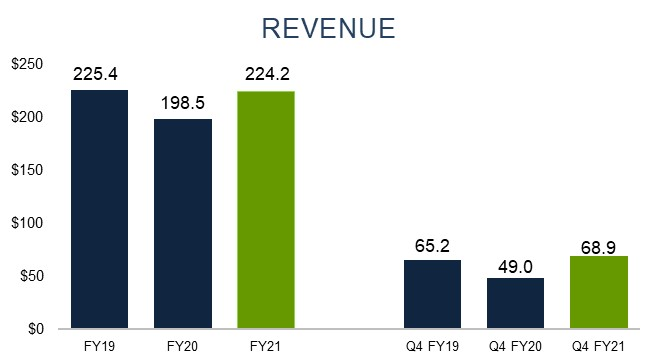 REVENUE
$250
$200
$150
$100
$50
$0
225.4
198.5
224.2
65.2
49.0
68.9
FY19
FY20
FY21
Q4 FY19
Q4 FY20
Q4 FY21